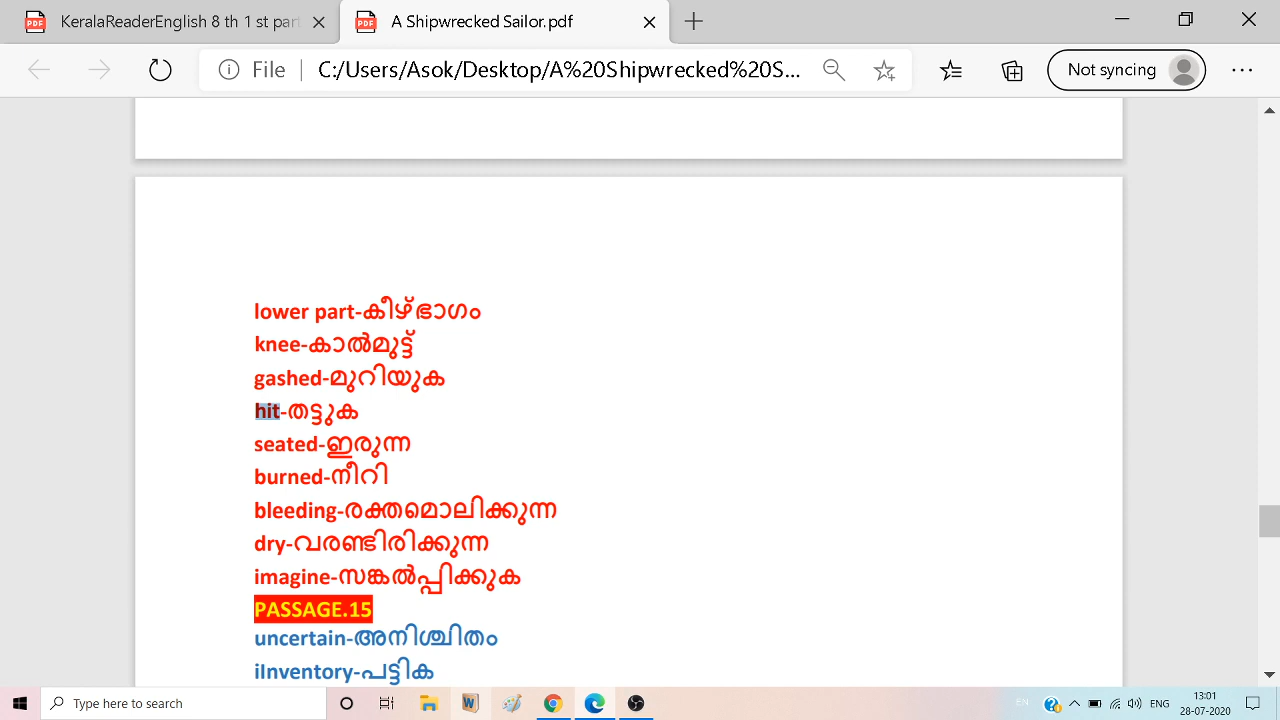 KeralaReaderEnglish 8 th 1 st part
A Shipwrecked Sailor.pdf
File
C:/Users/Asok/Desktop/A%20Shipwrecked%20S...
Not syncing
lower part-കീഴ്ഭാഗം
knee-കാൽമുട്ട്
gashed-മുറിയുക
hit-തട്ടുക
seated-ഇരുന്ന
burned-നീറി
bleeding-രക്തമൊലിക്കുന്ന
dry-വരണ്ടിരിക്കുന്ന
imagine-സങ്കൽപ്പിക്കുക
PASSAGE.15
uncertain-അനിശ്ചിതം
iInventory-പട്ടിക
Type here to search
EN
ENG
13:01
28-07-2020